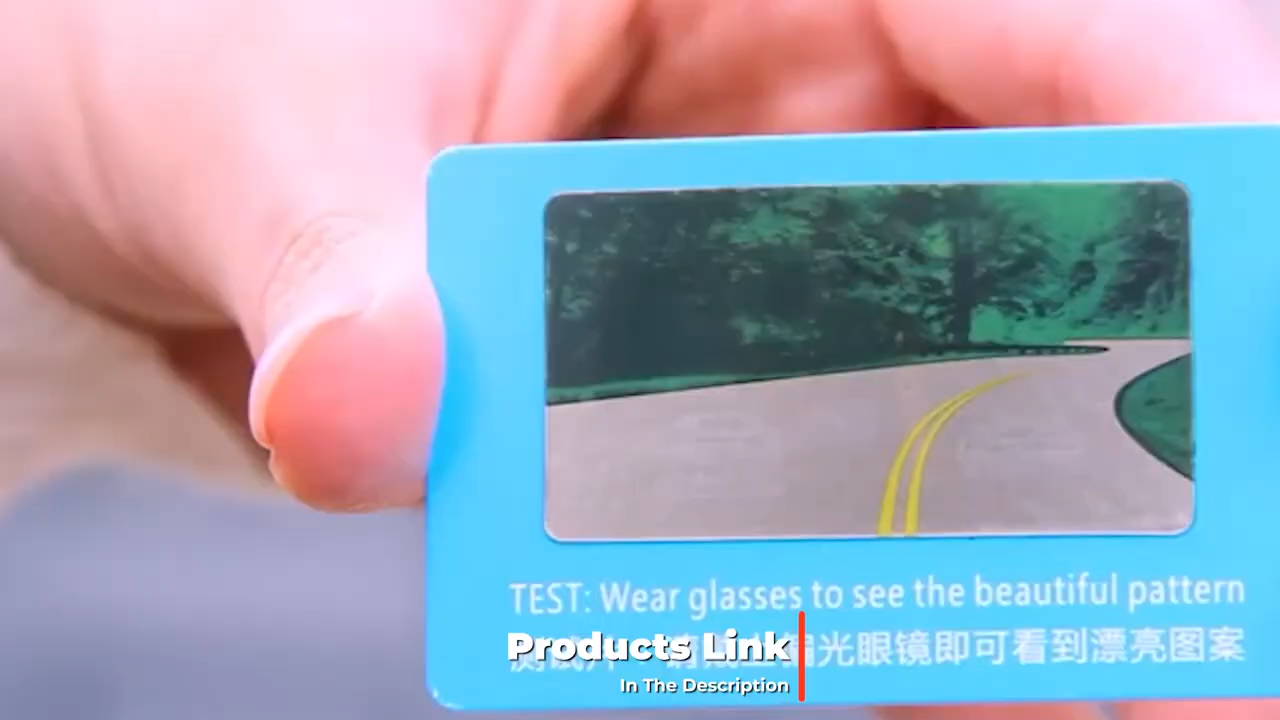 TEST: Wear glasses to see the beautiful pattern
光眼镜即可看到漂亮图案
Products Link
In The Description